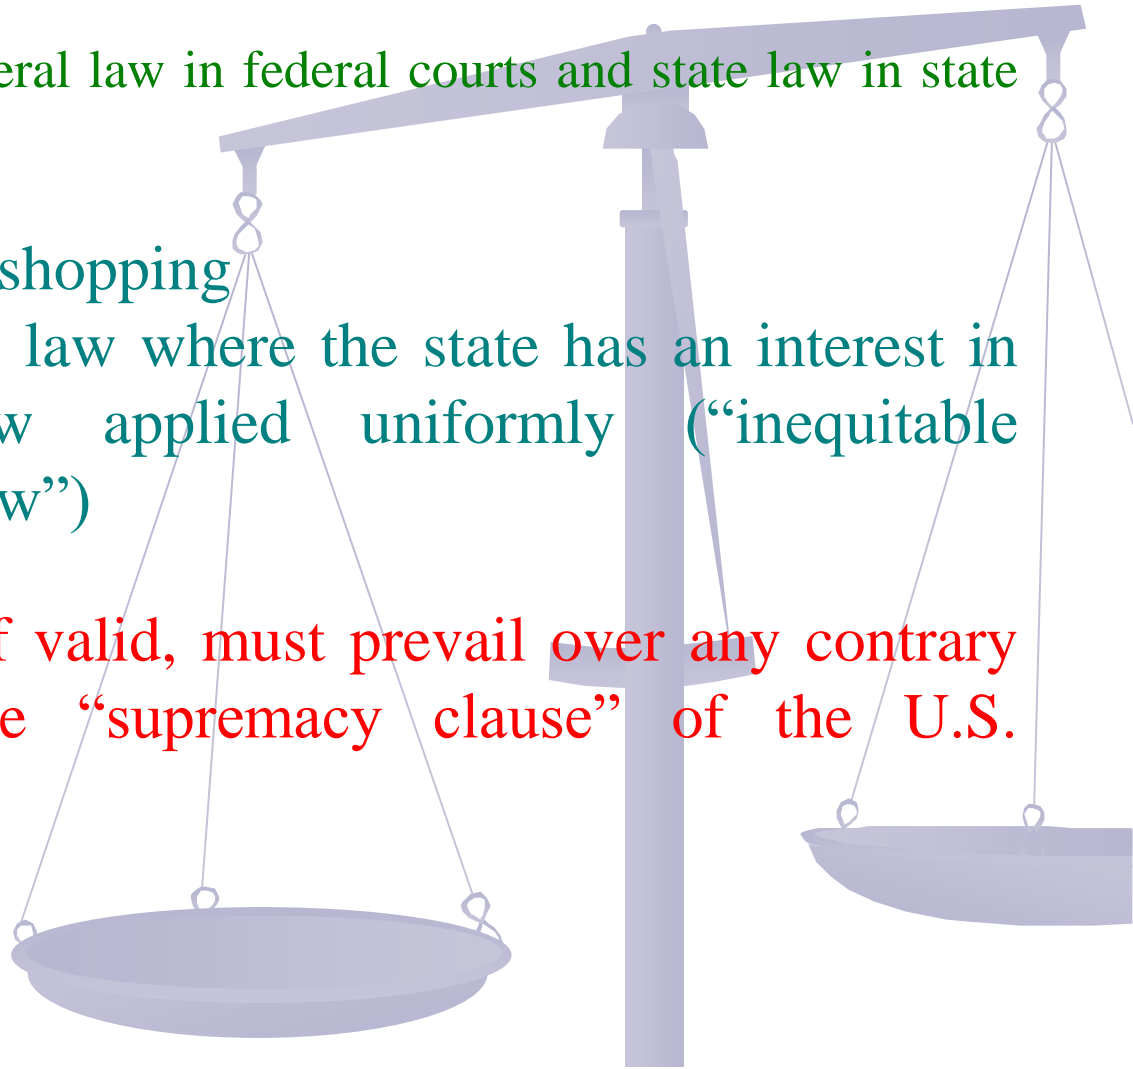 eral law in federal courts and state law in state
shopping
law where the state has an interest in
w applied uniformly (“inequitable
w”)
f valid, must prevail over any contrary
e “supremacy clause” of the U.S.